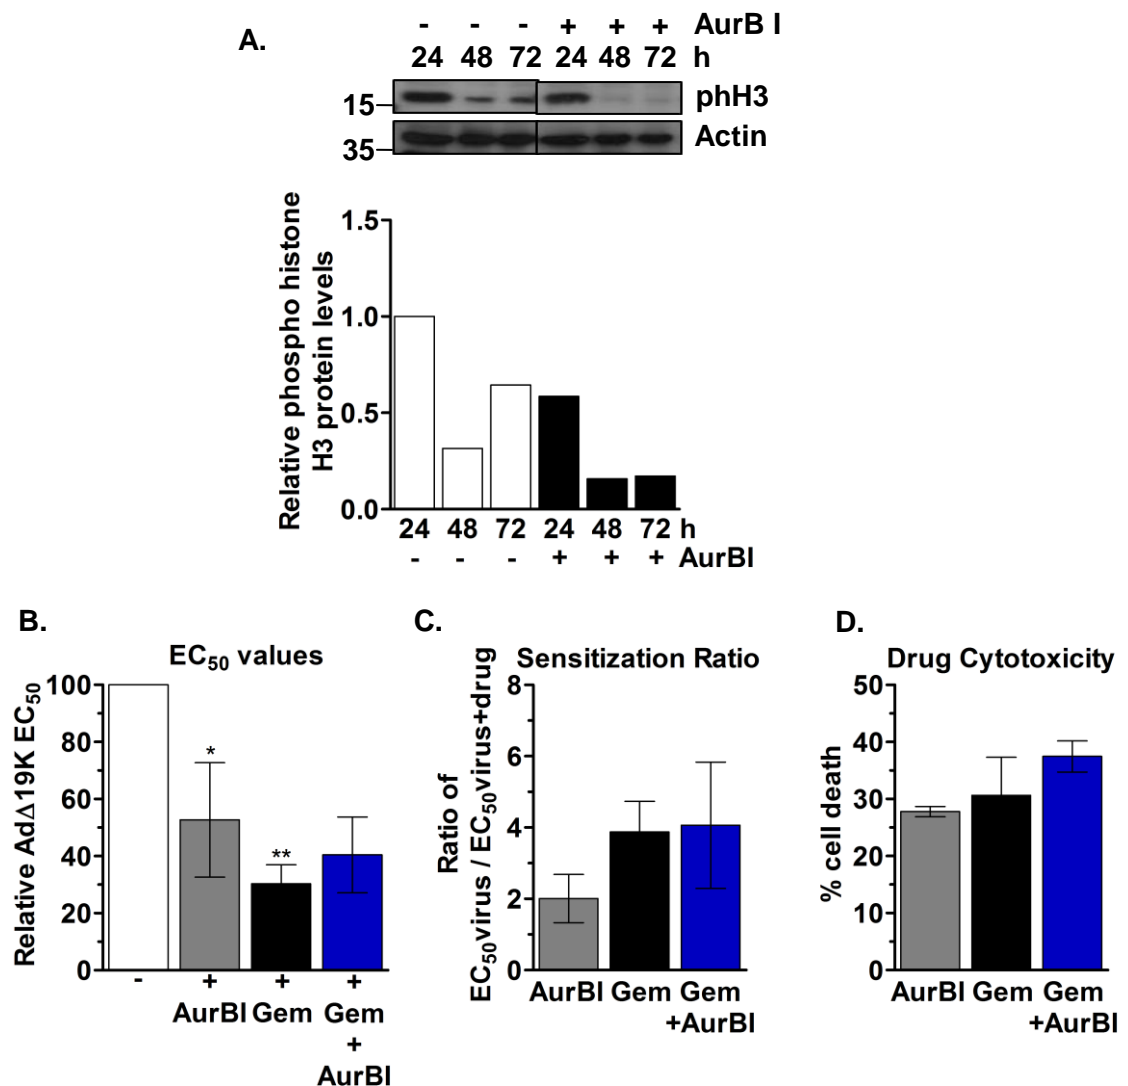 A.
- - - + + + AurB I
24 48 72 24 48 72 h
15 phH3
35 Actin
Relative phospho histone
H3 protein levels
1.5
1.0
0.5
0.0
24 48 72 24 48 72 h
- - - + + + AurBI
B.
EC50 values
Relative AdΔ19K EC50
100
80
60
40
20
0
* **
- + + +
AurBI Gem Gem
+
AurBI
C.
Sensitization Ratio
Ratio of
EC50virus / EC50virus+drug
8
6
4
2
0
AurBI Gem Gem
+AurBI
D.
Drug Cytotoxicity
% cell death
50
40
30
20
10
0
AurBI Gem Gem
+AurBI